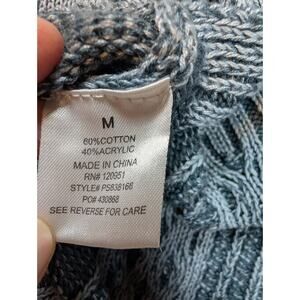 M
60%COTTON
40%ACRYLIC
MADE IN CHINA
RN# 120951
STYLE# PS838166
PO# 430868
SEE REVERSE FOR CARE